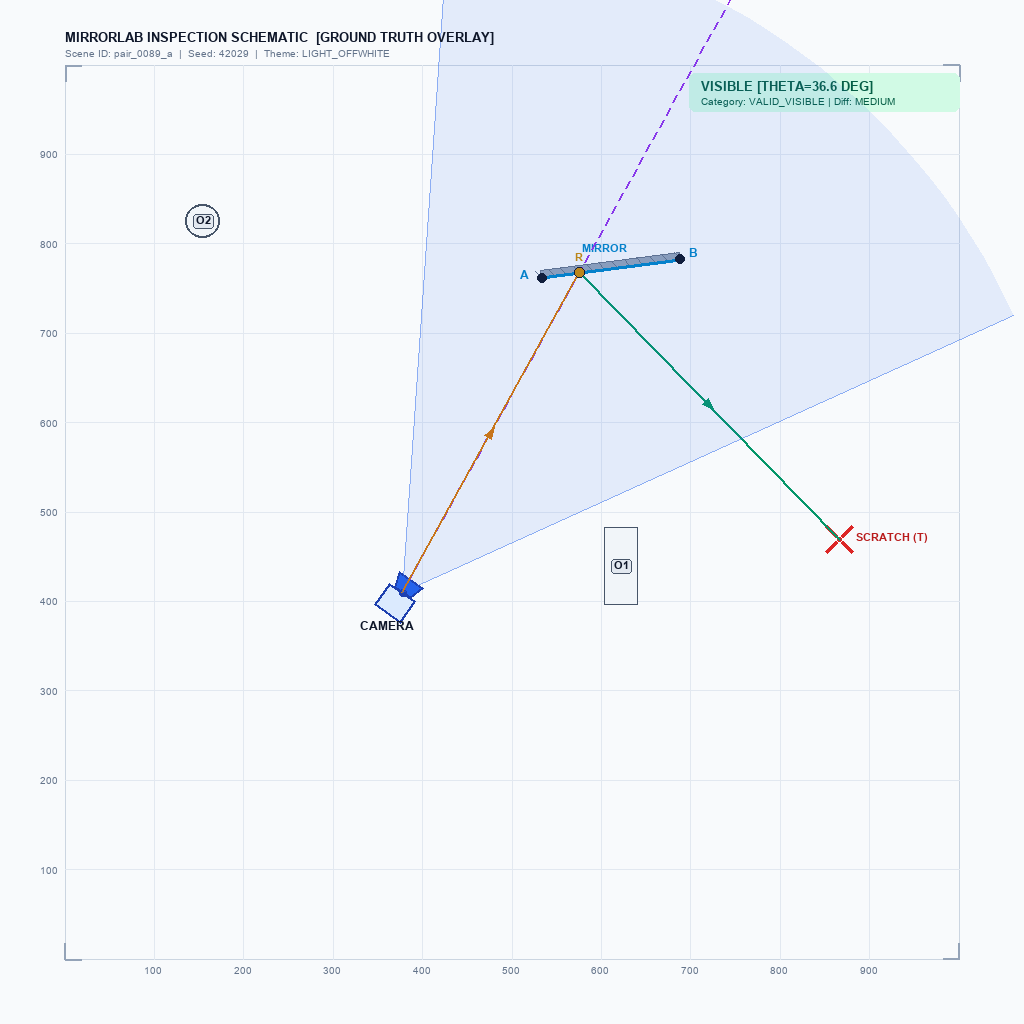 MIRRORLAB INSPECTION SCHEMATIC [GROUND TRUTH OVERLAY]
Scene ID: pair_0089_a | Seed: 42029 | Theme: LIGHT_OFFWHITE
VISIBLE [THETA=36.6 DEG]
Category: VALID_VISIBLE | Diff: MEDIUM
900
O2
800
MIRROR
B
R
A
700
600
500
SCRATCH (T)
O1
400
CAMERA
300
200
100
100 200 300 400 500 600 700 800 900